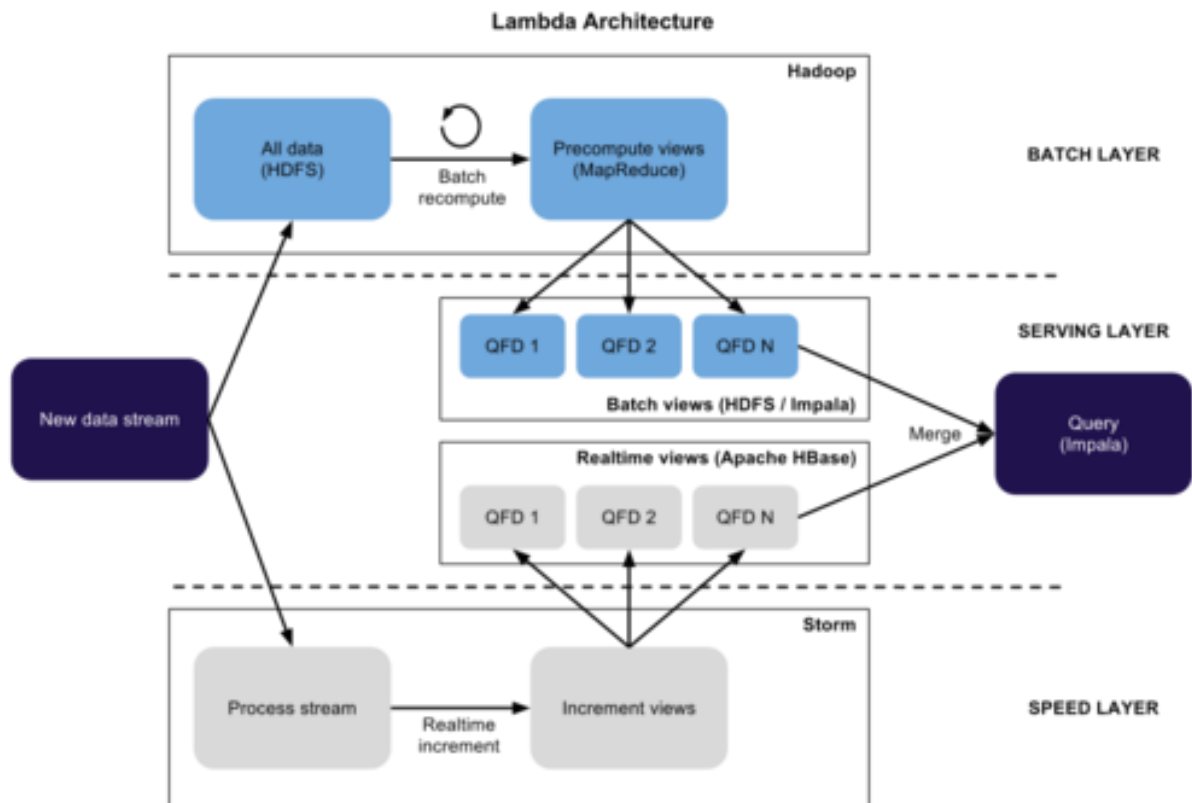 Lambda Architecture
Hadoop
All data
(HDFS)
Batch
recompute
Precompute views
(MapReduce)
BATCH LAYER
QFD 1
QFD 2
QFD N
Batch views (HDFS / Impala)
SERVING LAYER
New data stream
Merge
Query
(Impala)
Realtime views (Apache HBase)
QFD 1
QFD 2
QFD N
Storm
Process stream
Realtime
increment
Increment views
SPEED LAYER